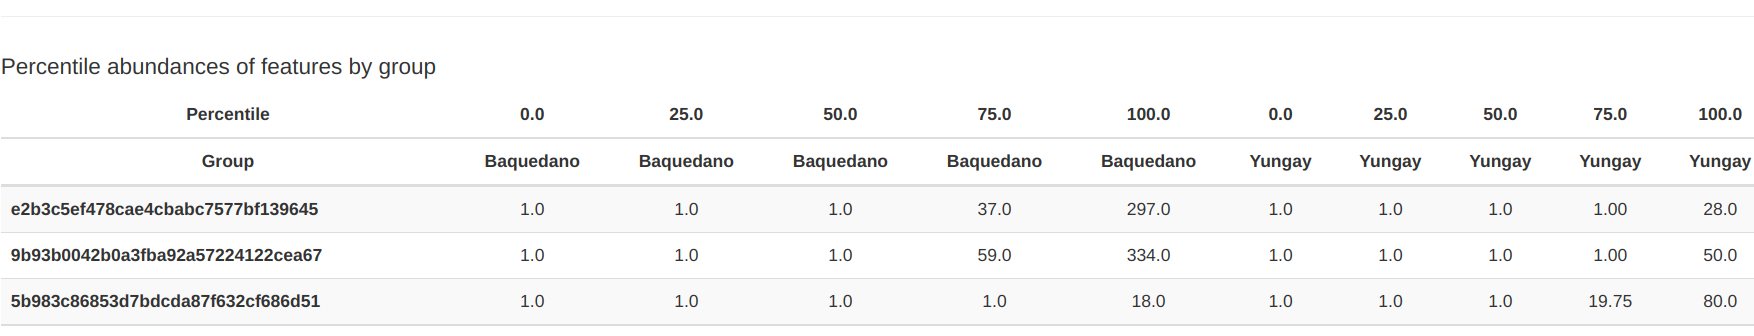 Percentile abundances of features by group
Percentile 0.0 25.0 50.0 75.0 100.0 0.0 25.0 50.0 75.0 100.0
Group Baquedano Baquedano Baquedano Baquedano Baquedano Yungay Yungay Yungay Yungay Yungay
e2b3c5ef478cae4cbabc7577bf139645 1.0 1.0 1.0 37.0 297.0 1.0 1.0 1.0 1.00 28.0
9b93b0042b0a3fba92a57224122cea67 1.0 1.0 1.0 59.0 334.0 1.0 1.0 1.0 1.00 50.0
5b983c86853d7bdcda87f632cf686d51 1.0 1.0 1.0 1.0 18.0 1.0 1.0 1.0 19.75 80.0